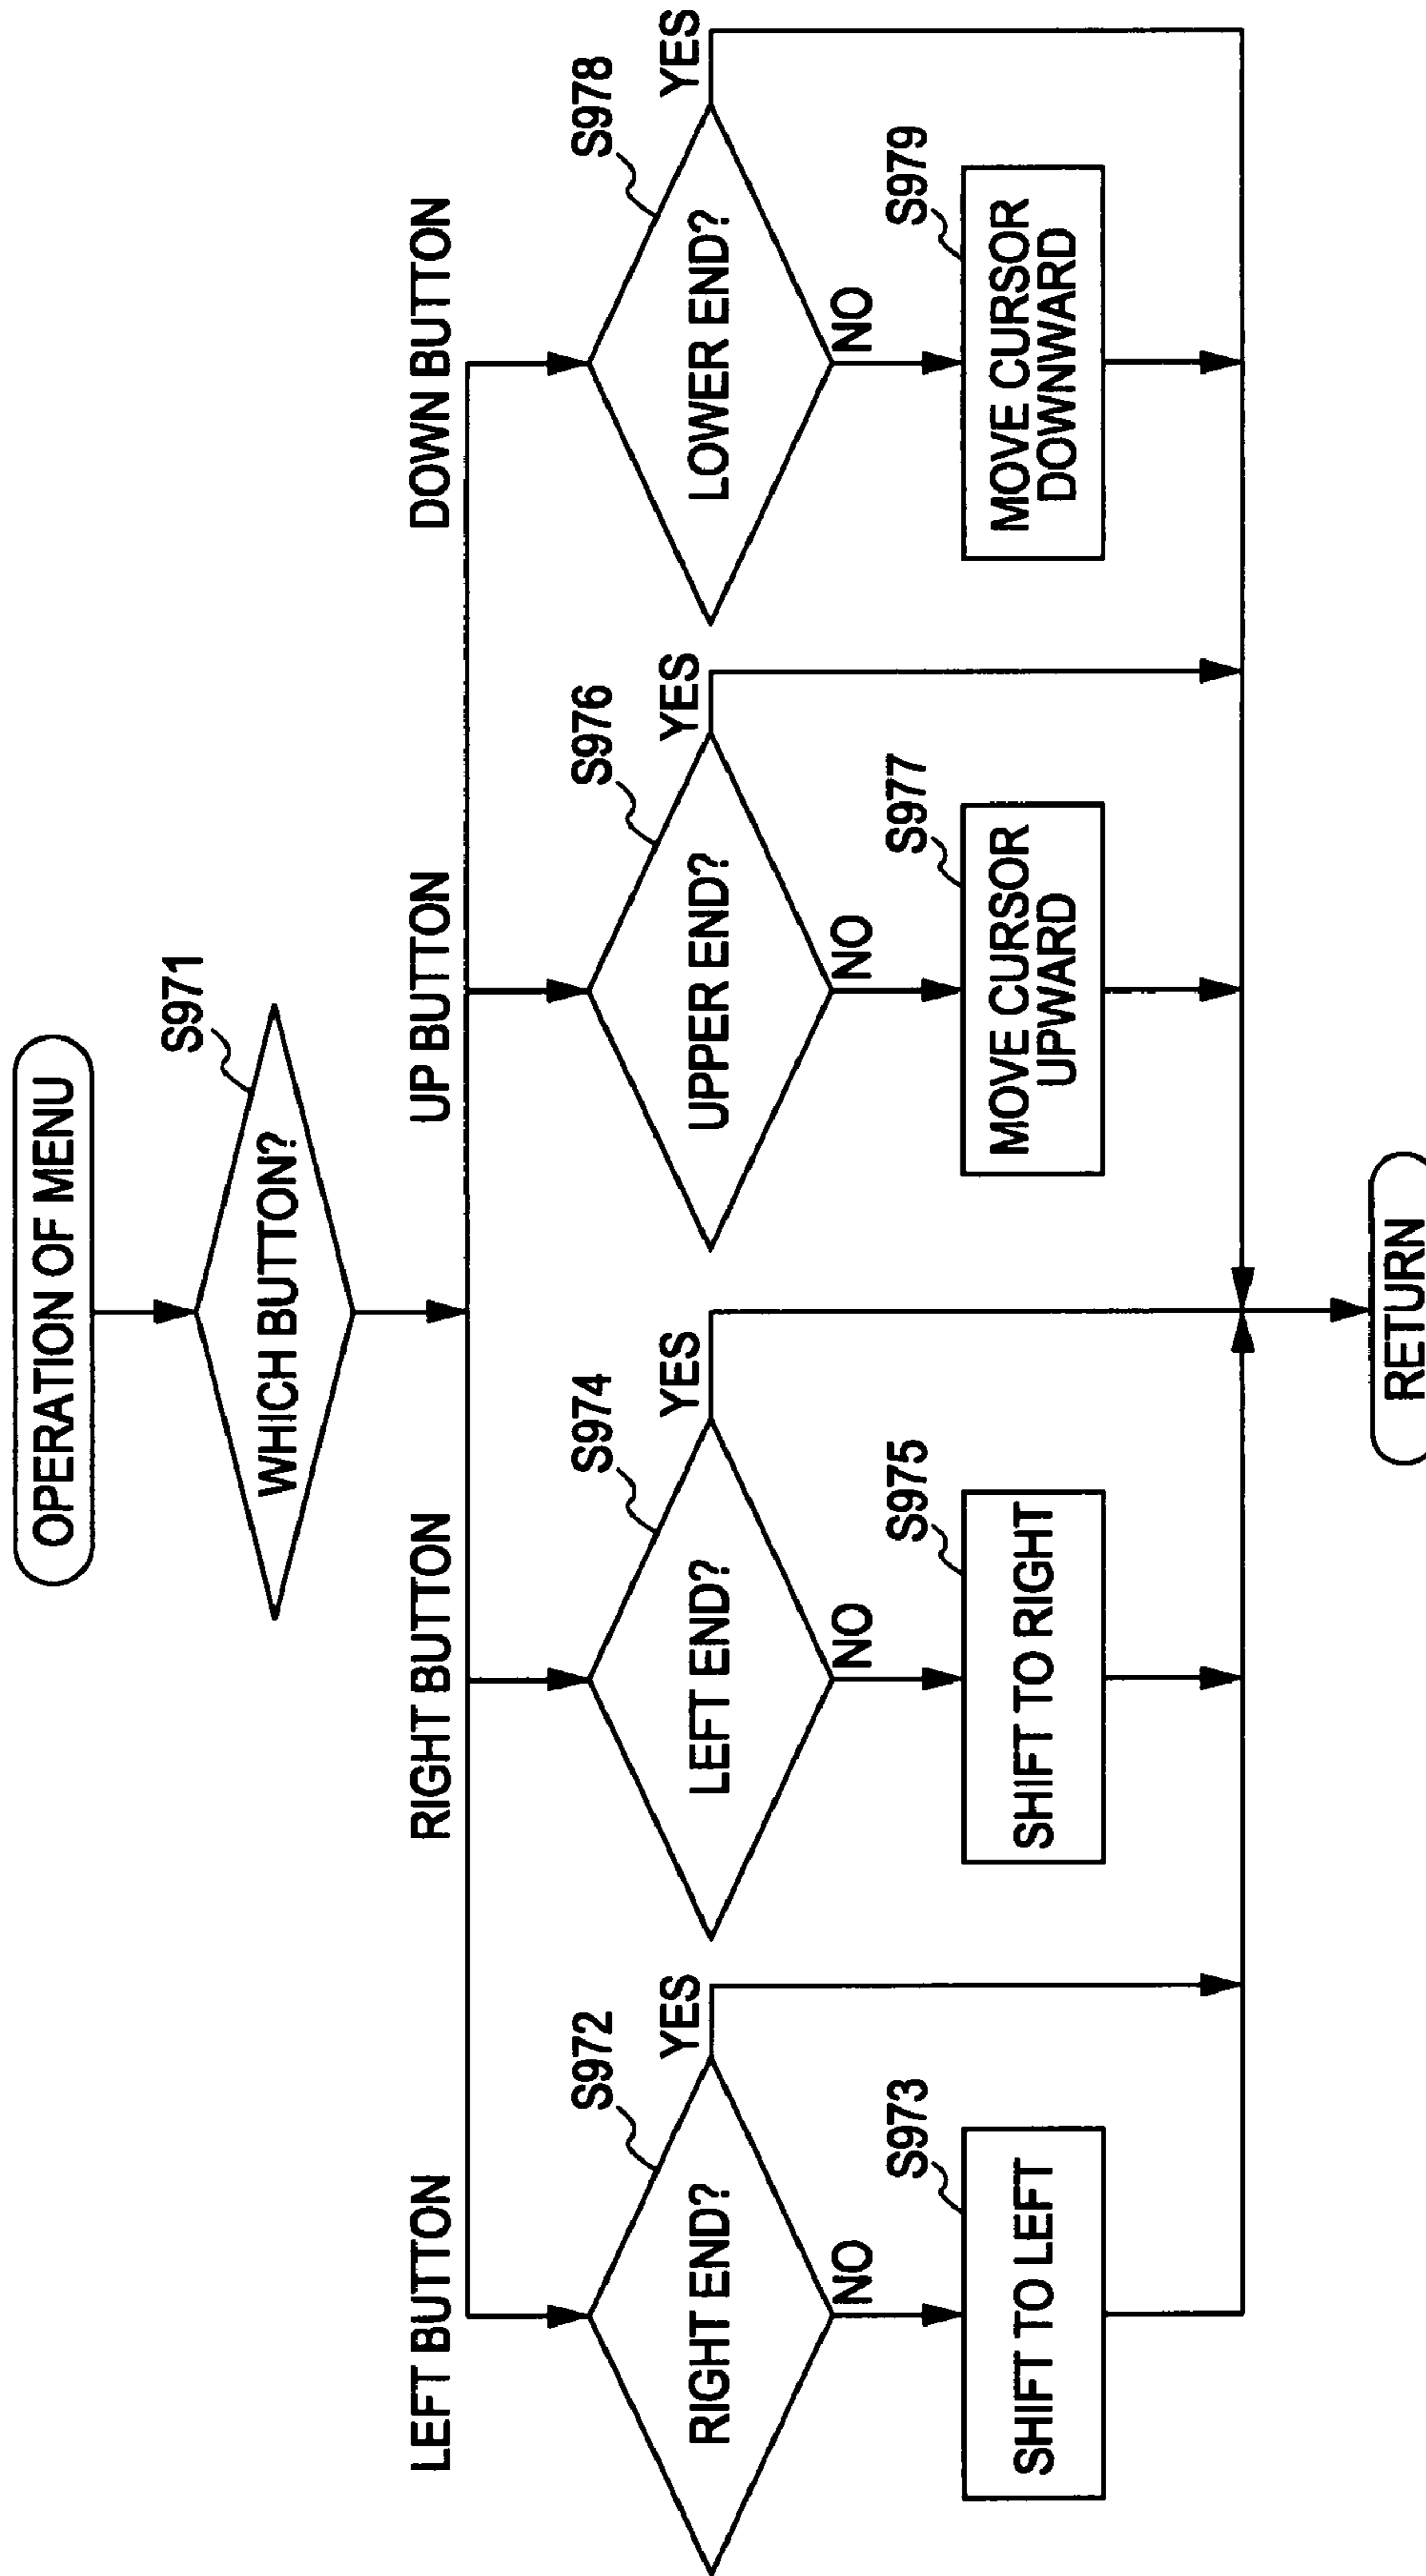 OPERATION OF MENU
S971
WHICH BUTTON?
LEFT BUTTON
RIGHT BUTTON
UP BUTTON
DOWN BUTTON
S972
RIGHT END?
YES
NO
S973
SHIFT TO LEFT
S974
LEFT END?
YES
NO
S975
SHIFT TO RIGHT
S976
UPPER END?
YES
NO
S977
MOVE CURSOR
UPWARD
S978
LOWER END?
YES
NO
S979
MOVE CURSOR
DOWNWARD
RETURN